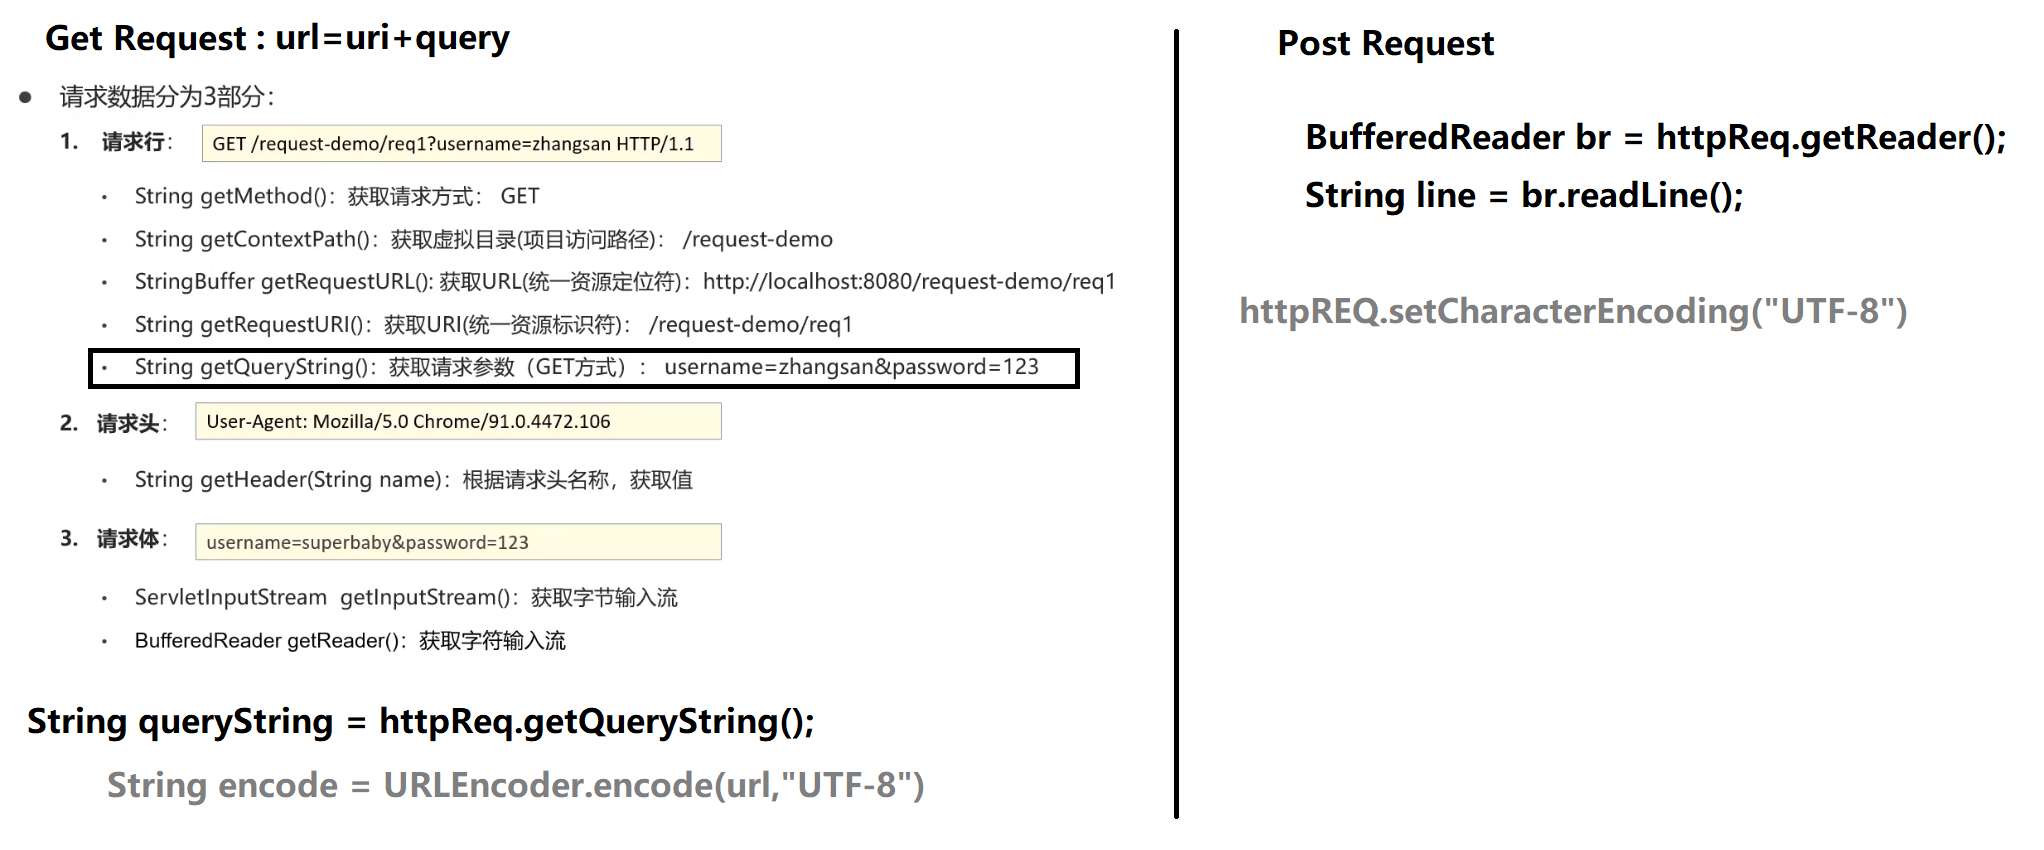 Get Request : url=uri+query
● 请求数据分为3部分：
1. 请求行： GET /request-demo/req1?username=zhangsan HTTP/1.1
• String getMethod()：获取请求方式： GET
• String getContextPath()：获取虚拟目录(项目访问路径)： /request-demo
• StringBuffer getRequestURL(): 获取URL(统一资源定位符)：http://localhost:8080/request-demo/req1
• String getRequestURI()：获取URI(统一资源标识符)： /request-demo/req1
• String getQueryString()：获取请求参数（GET方式）： username=zhangsan&password=123
2. 请求头： User-Agent: Mozilla/5.0 Chrome/91.0.4472.106
• String getHeader(String name)：根据请求头名称，获取值
3. 请求体： username=superbaby&password=123
• ServletInputStream getInputStream()：获取字节输入流
• BufferedReader getReader()：获取字符输入流
String queryString = httpReq.getQueryString();
String encode = URLEncoder.encode(url,"UTF-8")
Post Request
BufferedReader br = httpReq.getReader();
String line = br.readLine();
httpREQ.setCharacterEncoding("UTF-8")